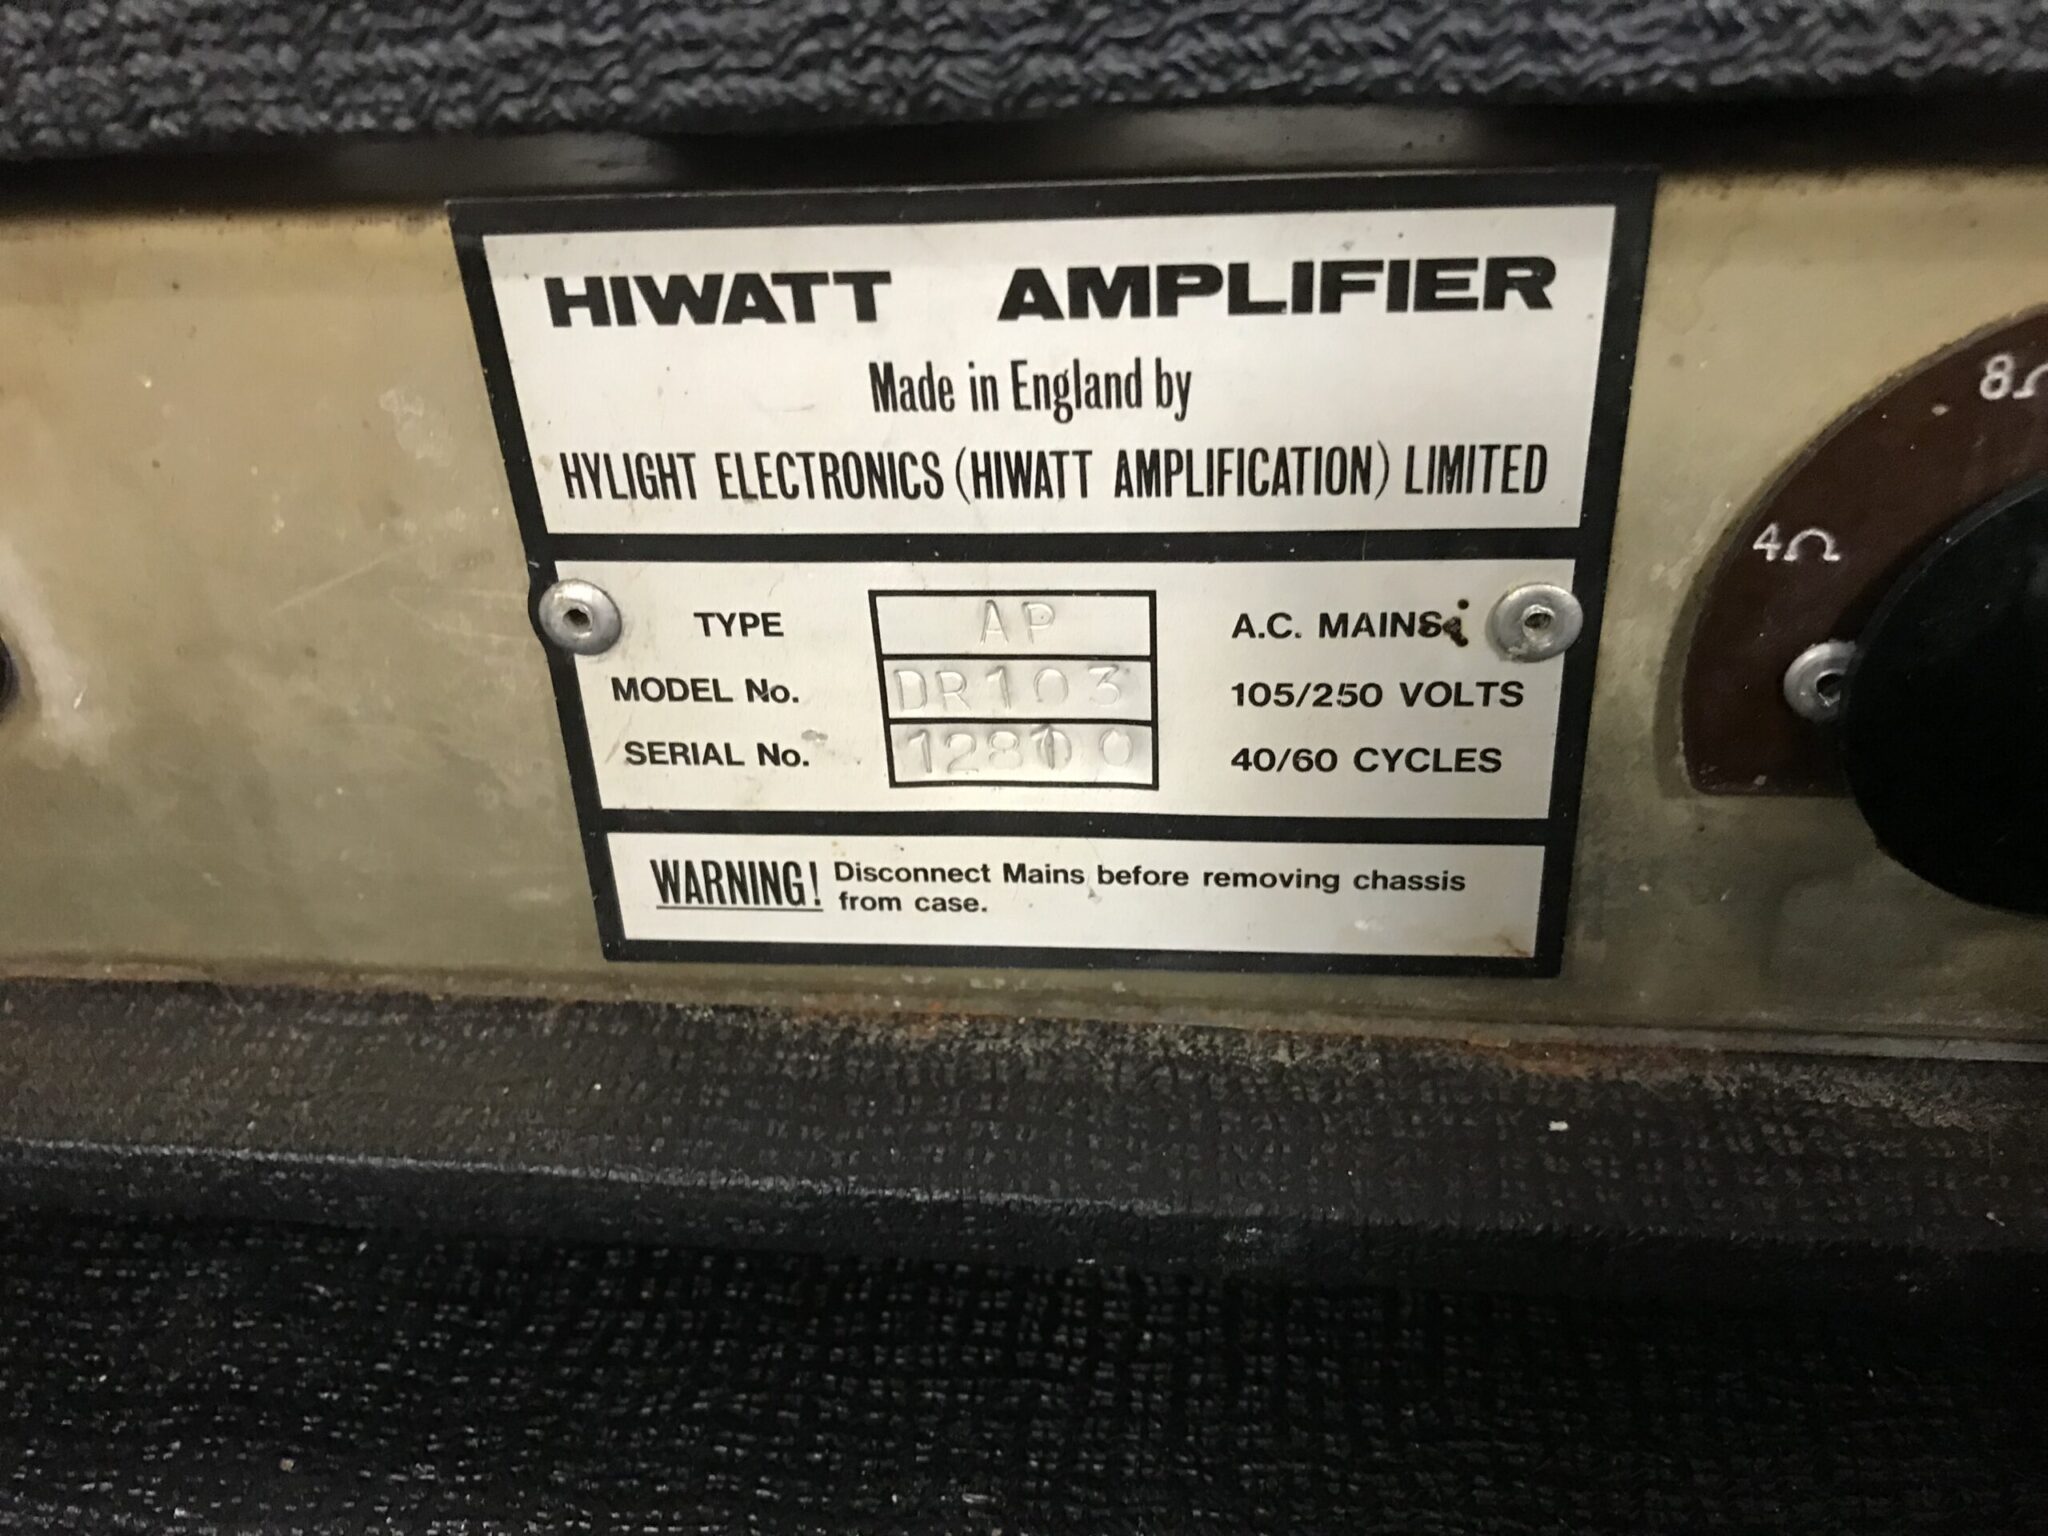 HIWATT AMPLIFIER
Made in England by
HYLIGHT ELECTRONICS (HIWATT AMPLIFICATION) LIMITED
TYPE AP A.C. MAINS
MODEL No. DR103 105/250 VOLTS
SERIAL No. 40/60 CYCLES
WARNING! Disconnect Mains before removing chassis
from case.
4Ω
8Ω